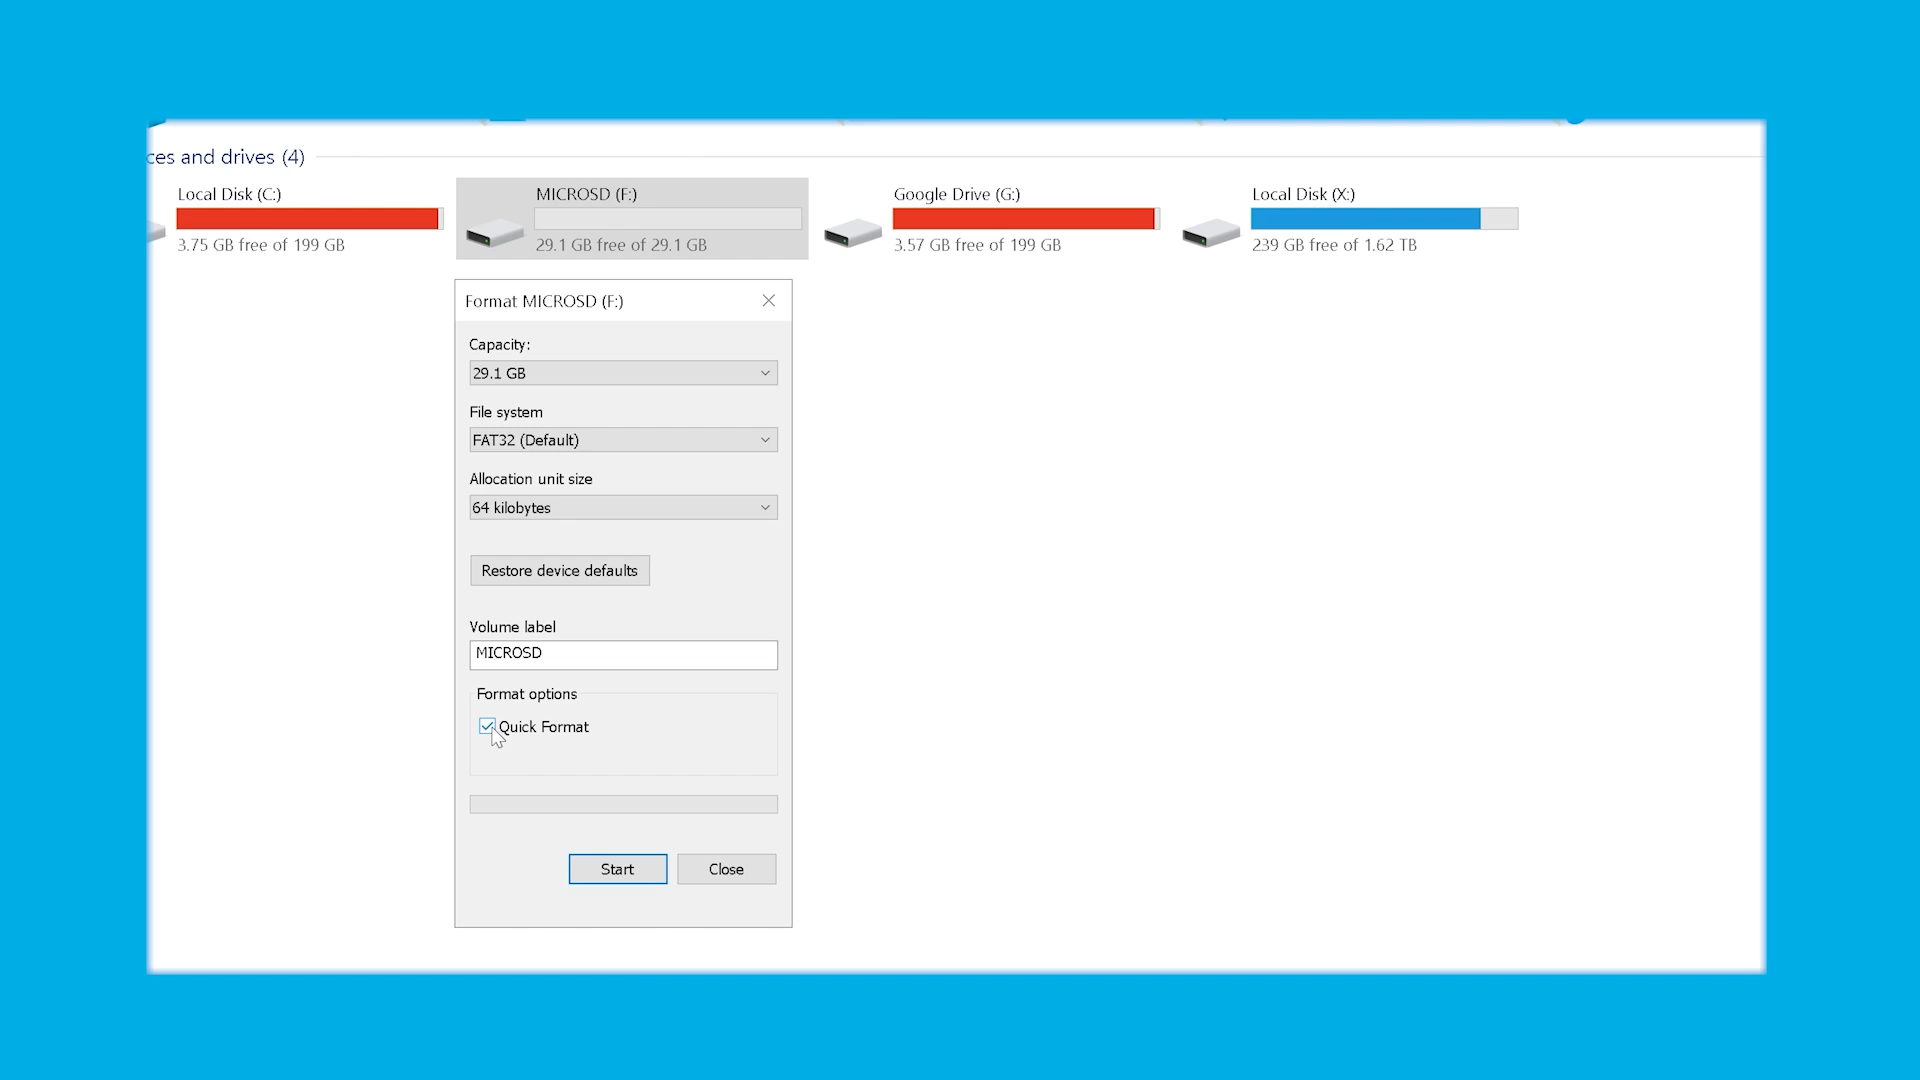 ces and drives (4)
Local Disk (C:)
3.75 GB free of 199 GB
MICROSD (F:)
29.1 GB free of 29.1 GB
Google Drive (G:)
3.57 GB free of 199 GB
Local Disk (X:)
239 GB free of 1.62 TB
Format MICROSD (F:)
Capacity:
29.1 GB
File system
FAT32 (Default)
Allocation unit size
64 kilobytes
Restore device defaults
Volume label
MICROSD
Format options
Quick Format
Start
Close